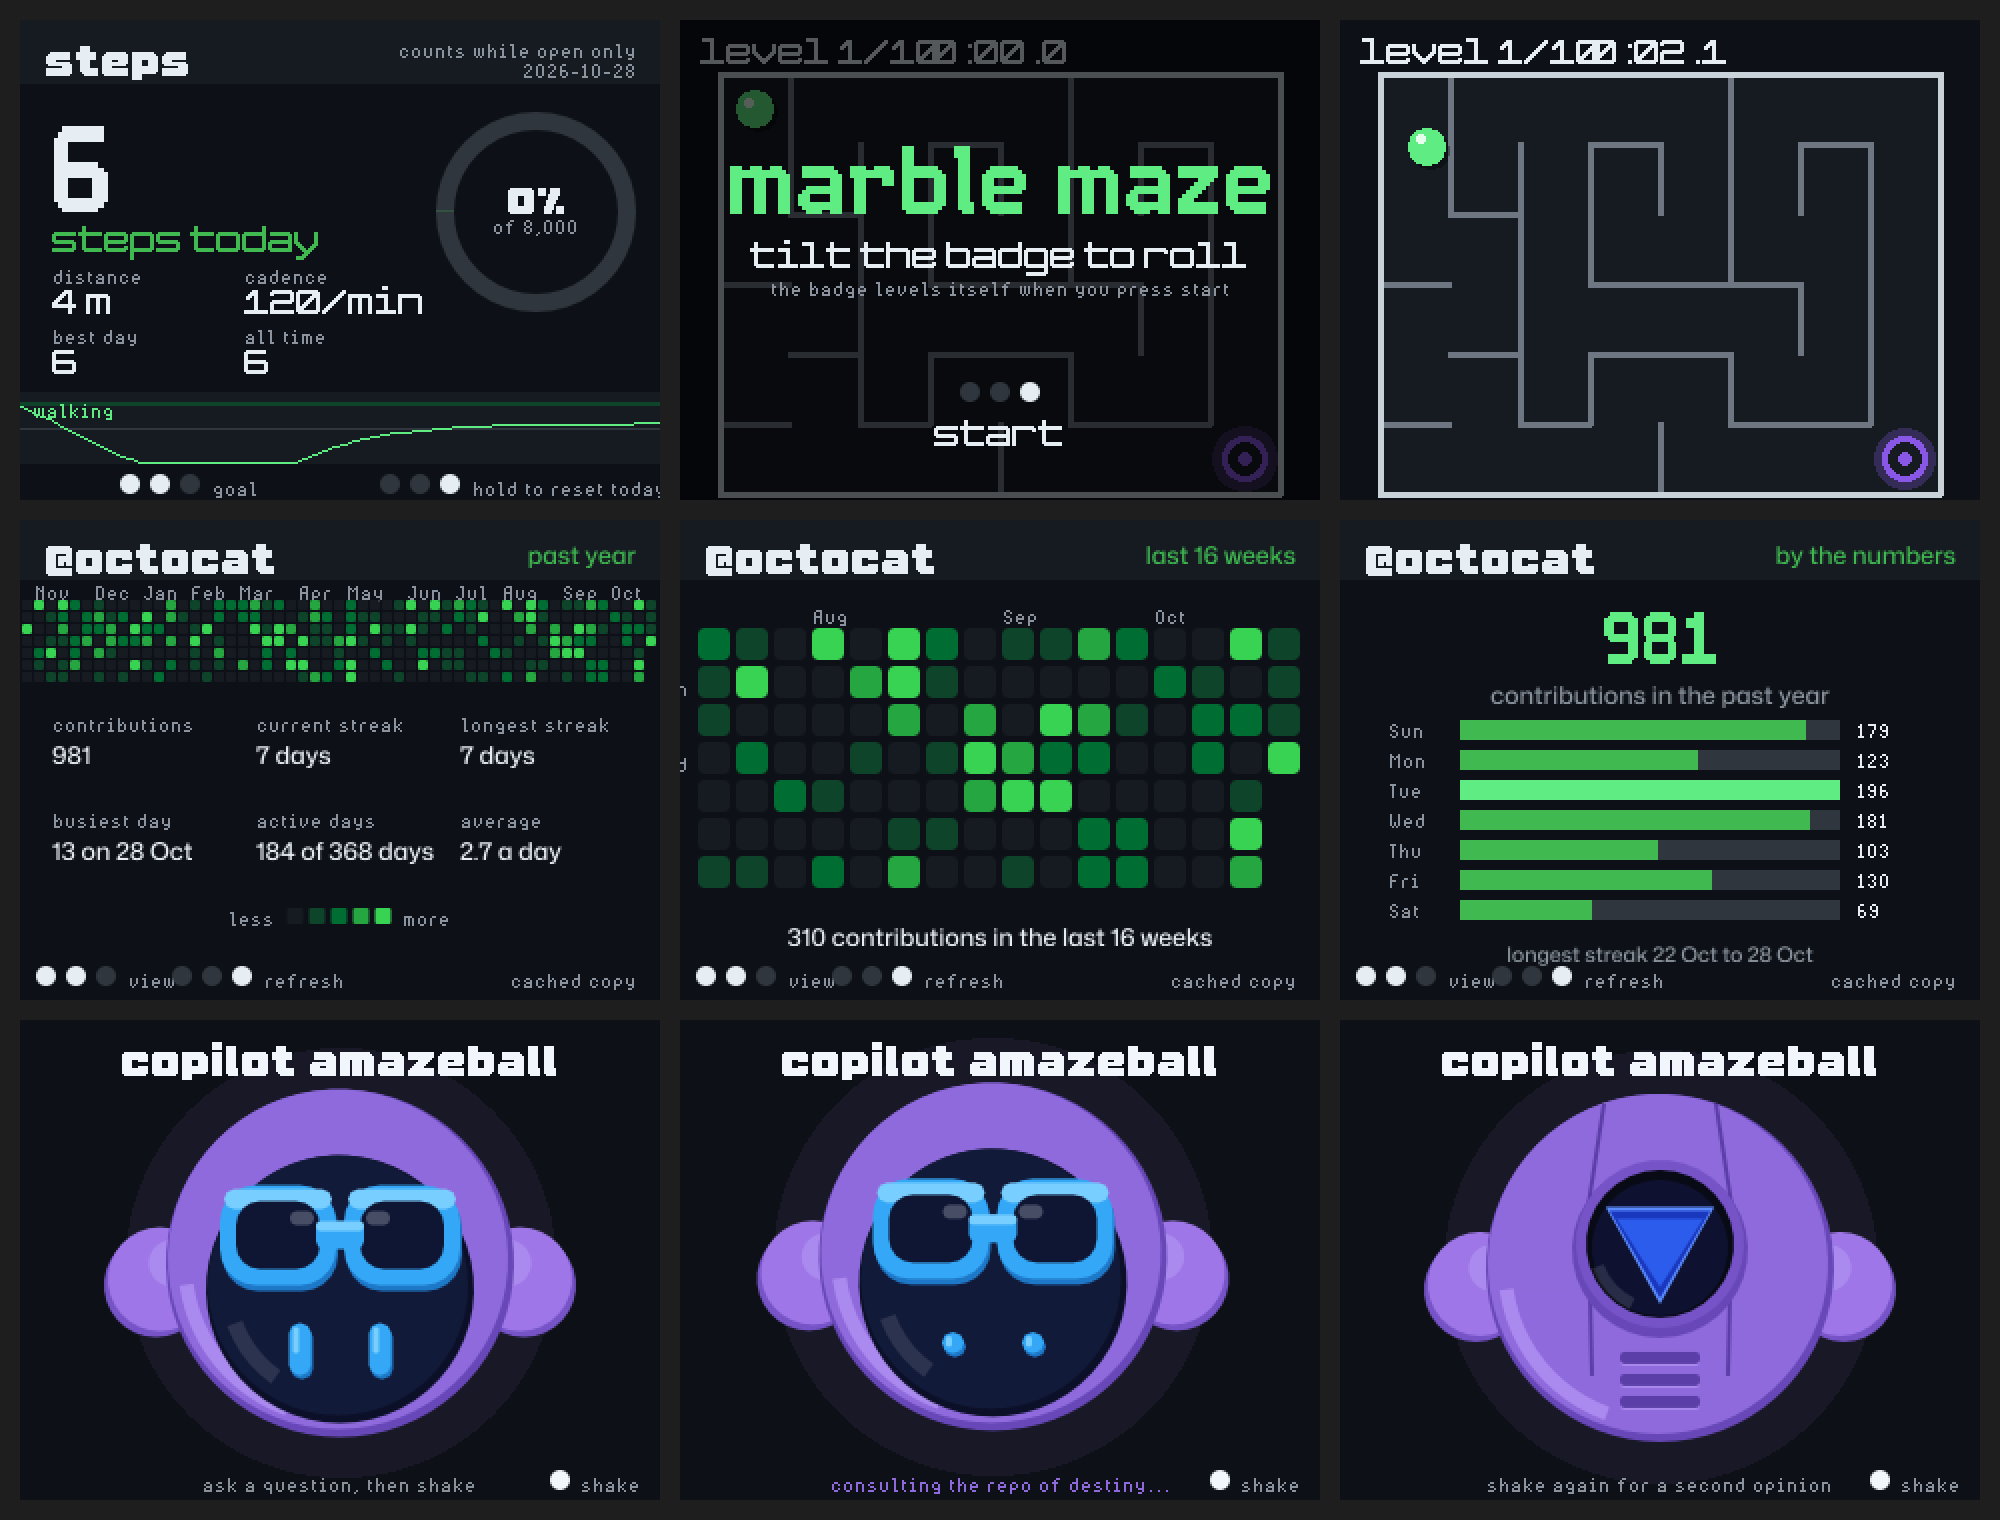 steps
counts while open only
2026-10-28
6
steps today
0%
of 8,000
distance
cadence
4 m
120/min
best day
all time
6
6
walking
goal
hold to reset today
level 1/10
0:00.0
marble maze
tilt the badge to roll
the badge levels itself when you press start
start
level 1/10
0:02.1
@octocat
past year
Nov Dec Jan Feb Mar Apr May Jun Jul Aug Sep Oct
contributions
current streak
longest streak
981
7 days
7 days
busiest day
active days
average
13 on 28 Oct
184 of 368 days
2.7 a day
less
more
view
refresh
cached copy
@octocat
last 16 weeks
Aug Sep Oct
310 contributions in the last 16 weeks
view
refresh
cached copy
@octocat
by the numbers
981
contributions in the past year
Sun 179
Mon 123
Tue 196
Wed 181
Thu 103
Fri 130
Sat 69
longest streak 22 Oct to 28 Oct
view
refresh
cached copy
copilot amazeball
ask a question, then shake
shake
copilot amazeball
consulting the repo of destiny...
shake
copilot amazeball
shake again for a second opinion
shake